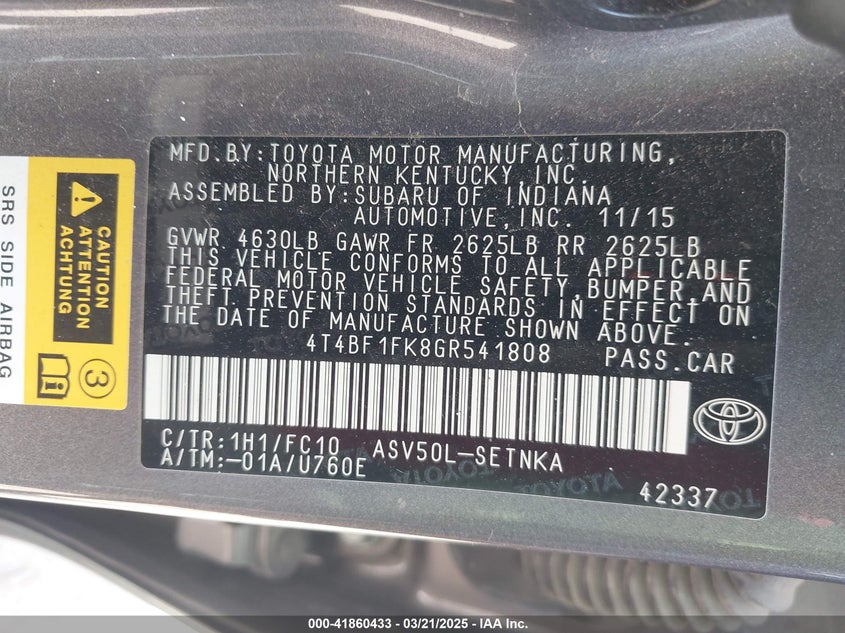 MFD.BY:TOYOTA MOTOR MANUFACTURING,
NORTHERN KENTUCKY, INC.
ASSEMBLED BY:SUBARU OF INDIANA
AUTOMOTIVE,INC. 11/15
GVWR 4630LB GAWR FR 2625LB RR 2625LB
THIS VEHICLE CONFORMS TO ALL APPLICABLE
FEDERAL MOTOR VEHICLE SAFETY,BUMPER,AND
THEFT PREVENTION STANDARDS IN EFFECT ON
THE DATE OF MANUFACTURE SHOWN ABOVE.
4T4BF1FK8GR541808 PASS.CAR
C/TR:1H1/FC10 ASV50L-SETNKA
A/TM:-01A/U760E
42337
CAUTION
ATTENTION
ACHTUNG
3
SRS SIDE AIRBAG
TOYOTA
000-41860433 - 03/21/2025 - IAA Inc.